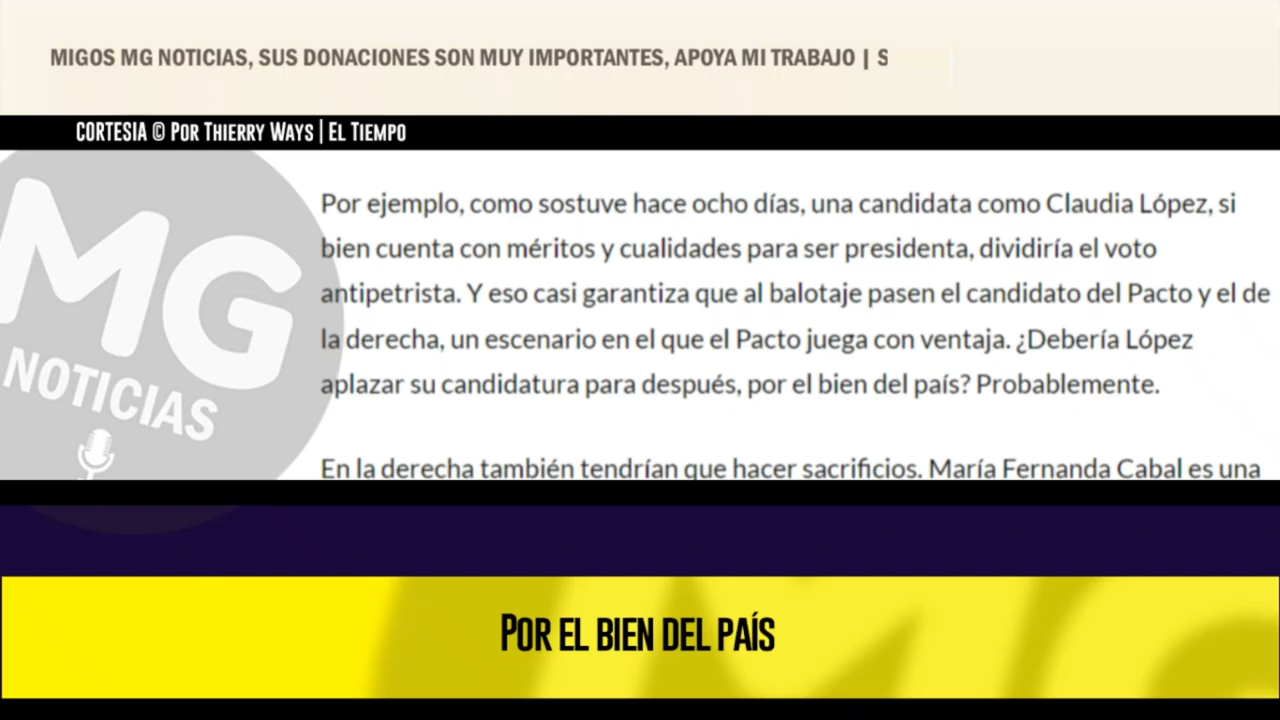 MIGOS MG NOTICIAS, SUS DONACIONES SON MUY IMPORTANTES, APOYA MI TRABAJO | S
CORTESIA © POR THIERRY WAYS | EL TIEMPO
MG
NOTICIAS
Por ejemplo, como sostuve hace ocho días, una candidata como Claudia López, si
bien cuenta con méritos y cualidades para ser presidenta, dividiría el voto
antipetrista. Y eso casi garantiza que al balotaje pasen el candidato del Pacto y el de
la derecha, un escenario en el que el Pacto juega con ventaja. ¿Debería López
aplazar su candidatura para después, por el bien del país? Probablemente.
En la derecha también tendrían que hacer sacrificios. María Fernanda Cabal es una
POR EL BIEN DEL PAÍS